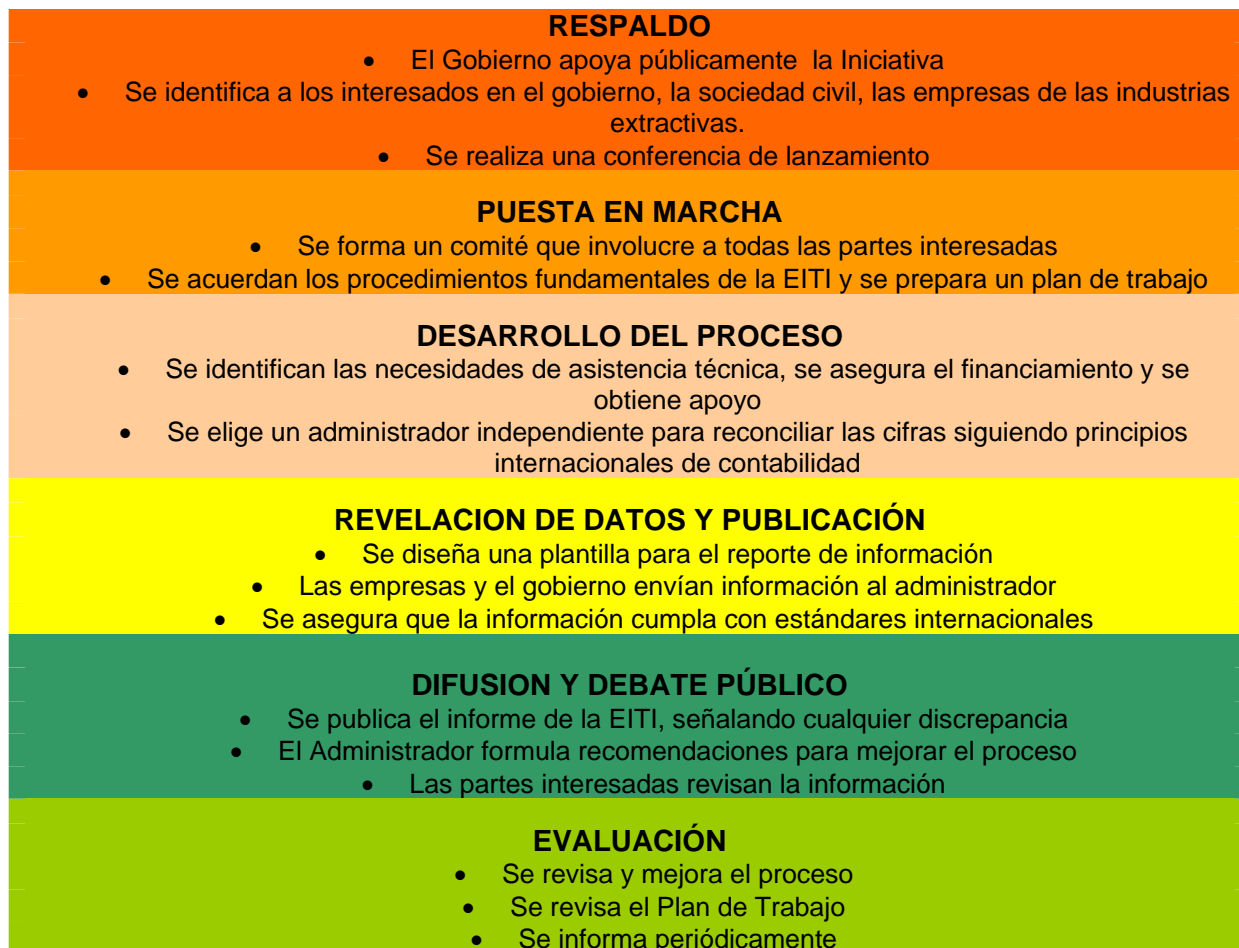 RESPALDO
• El Gobierno apoya públicamente la Iniciativa
• Se identifica a los interesados en el gobierno, la sociedad civil, las empresas de las industrias
extractivas.
• Se realiza una conferencia de lanzamiento
PUESTA EN MARCHA
• Se forma un comité que involucre a todas las partes interesadas
• Se acuerdan los procedimientos fundamentales de la EITI y se prepara un plan de trabajo
DESARROLLO DEL PROCESO
• Se identifican las necesidades de asistencia técnica, se asegura el financiamiento y se
obtiene apoyo
• Se elige un administrador independiente para reconciliar las cifras siguiendo principios
internacionales de contabilidad
REVELACION DE DATOS Y PUBLICACIÓN
• Se diseña una plantilla para el reporte de información
• Las empresas y el gobierno envían información al administrador
• Se asegura que la información cumpla con estándares internacionales
DIFUSION Y DEBATE PÚBLICO
• Se publica el informe de la EITI, señalando cualquier discrepancia
• El Administrador formula recomendaciones para mejorar el proceso
• Las partes interesadas revisan la información
EVALUACIÓN
• Se revisa y mejora el proceso
• Se revisa el Plan de Trabajo
• Se informa periódicamente